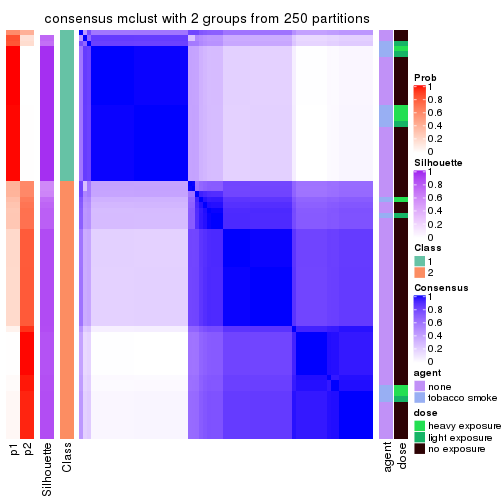 consensus mclust with 2 groups from 250 partitions
Prob
1
0.8
0.6
0.4
0.2
0
Silhouette
1
0.8
0.6
0.4
0.2
0
Class
1
2
Consensus
1
0.8
0.6
0.4
0.2
0
agent
none
tobacco smoke
dose
heavy exposure
light exposure
no exposure
p1
p2
Silhouette
Class
agent
dose